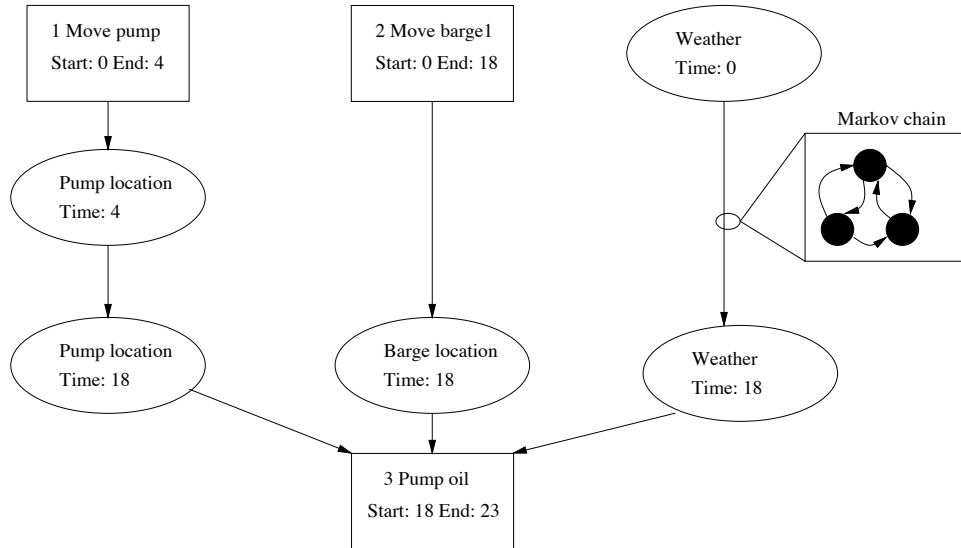 1 Move pump
Start: 0 End: 4
2 Move barge1
Start: 0 End: 18
Weather
Time: 0
Markov chain
Pump location
Time: 4
Pump location
Time: 18
Barge location
Time: 18
Weather
Time: 18
3 Pump oil
Start: 18 End: 23